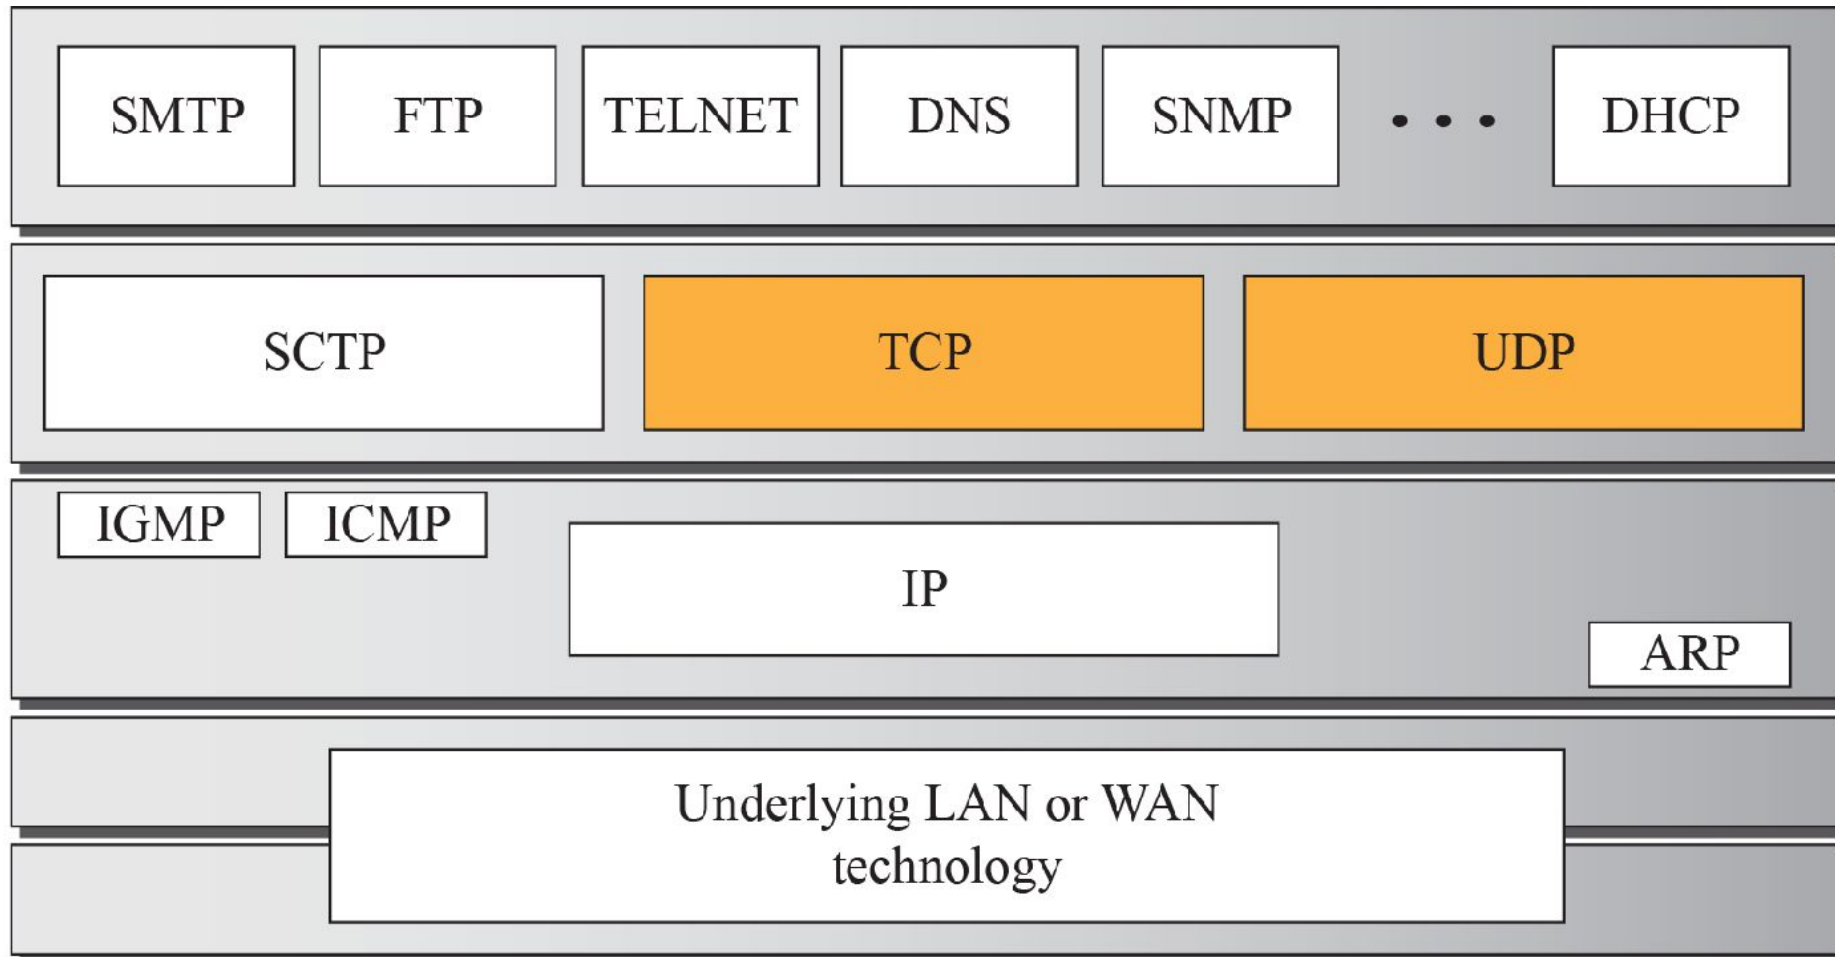 SMTP
FTP
TELNET
DNS
SNMP
• • •
DHCP
SCTP
TCP
UDP
IGMP
ICMP
IP
ARP
Underlying LAN or WAN
technology